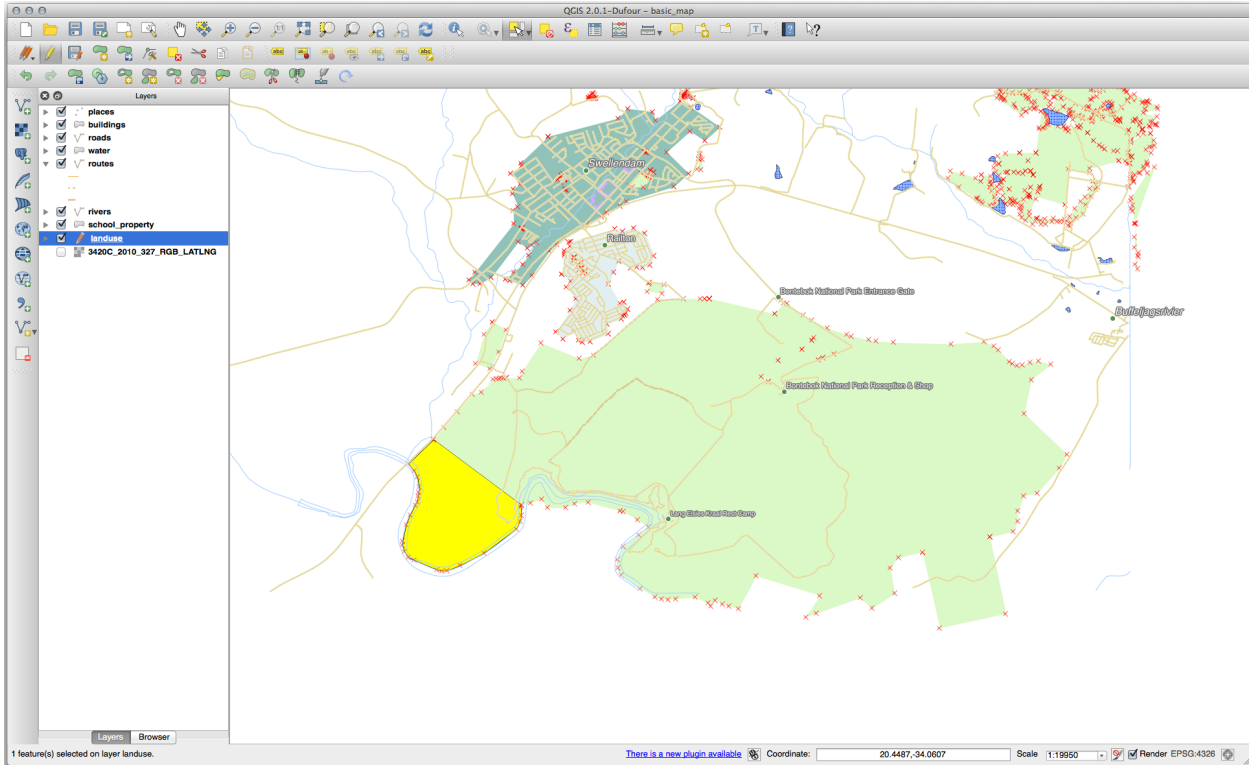 QGIS 2.0.1-Dufour - basic_map
Layers
places
buildings
roads
water
routes
rivers
school_property
landuse
3420C_2010_327_RGB_LATLNG
Swellendam
Railton
Bontebok National Park Entrance Gate
Buffeljagsrivier
Bontebok National Park Reception & Shop
Lang Elsies Kraal Rest Camp
Layers Browser
1 feature(s) selected on layer landuse.
There is a new plugin available
Coordinate: 20.4487,-34.0607
Scale 1:19950
Render EPSG:4326